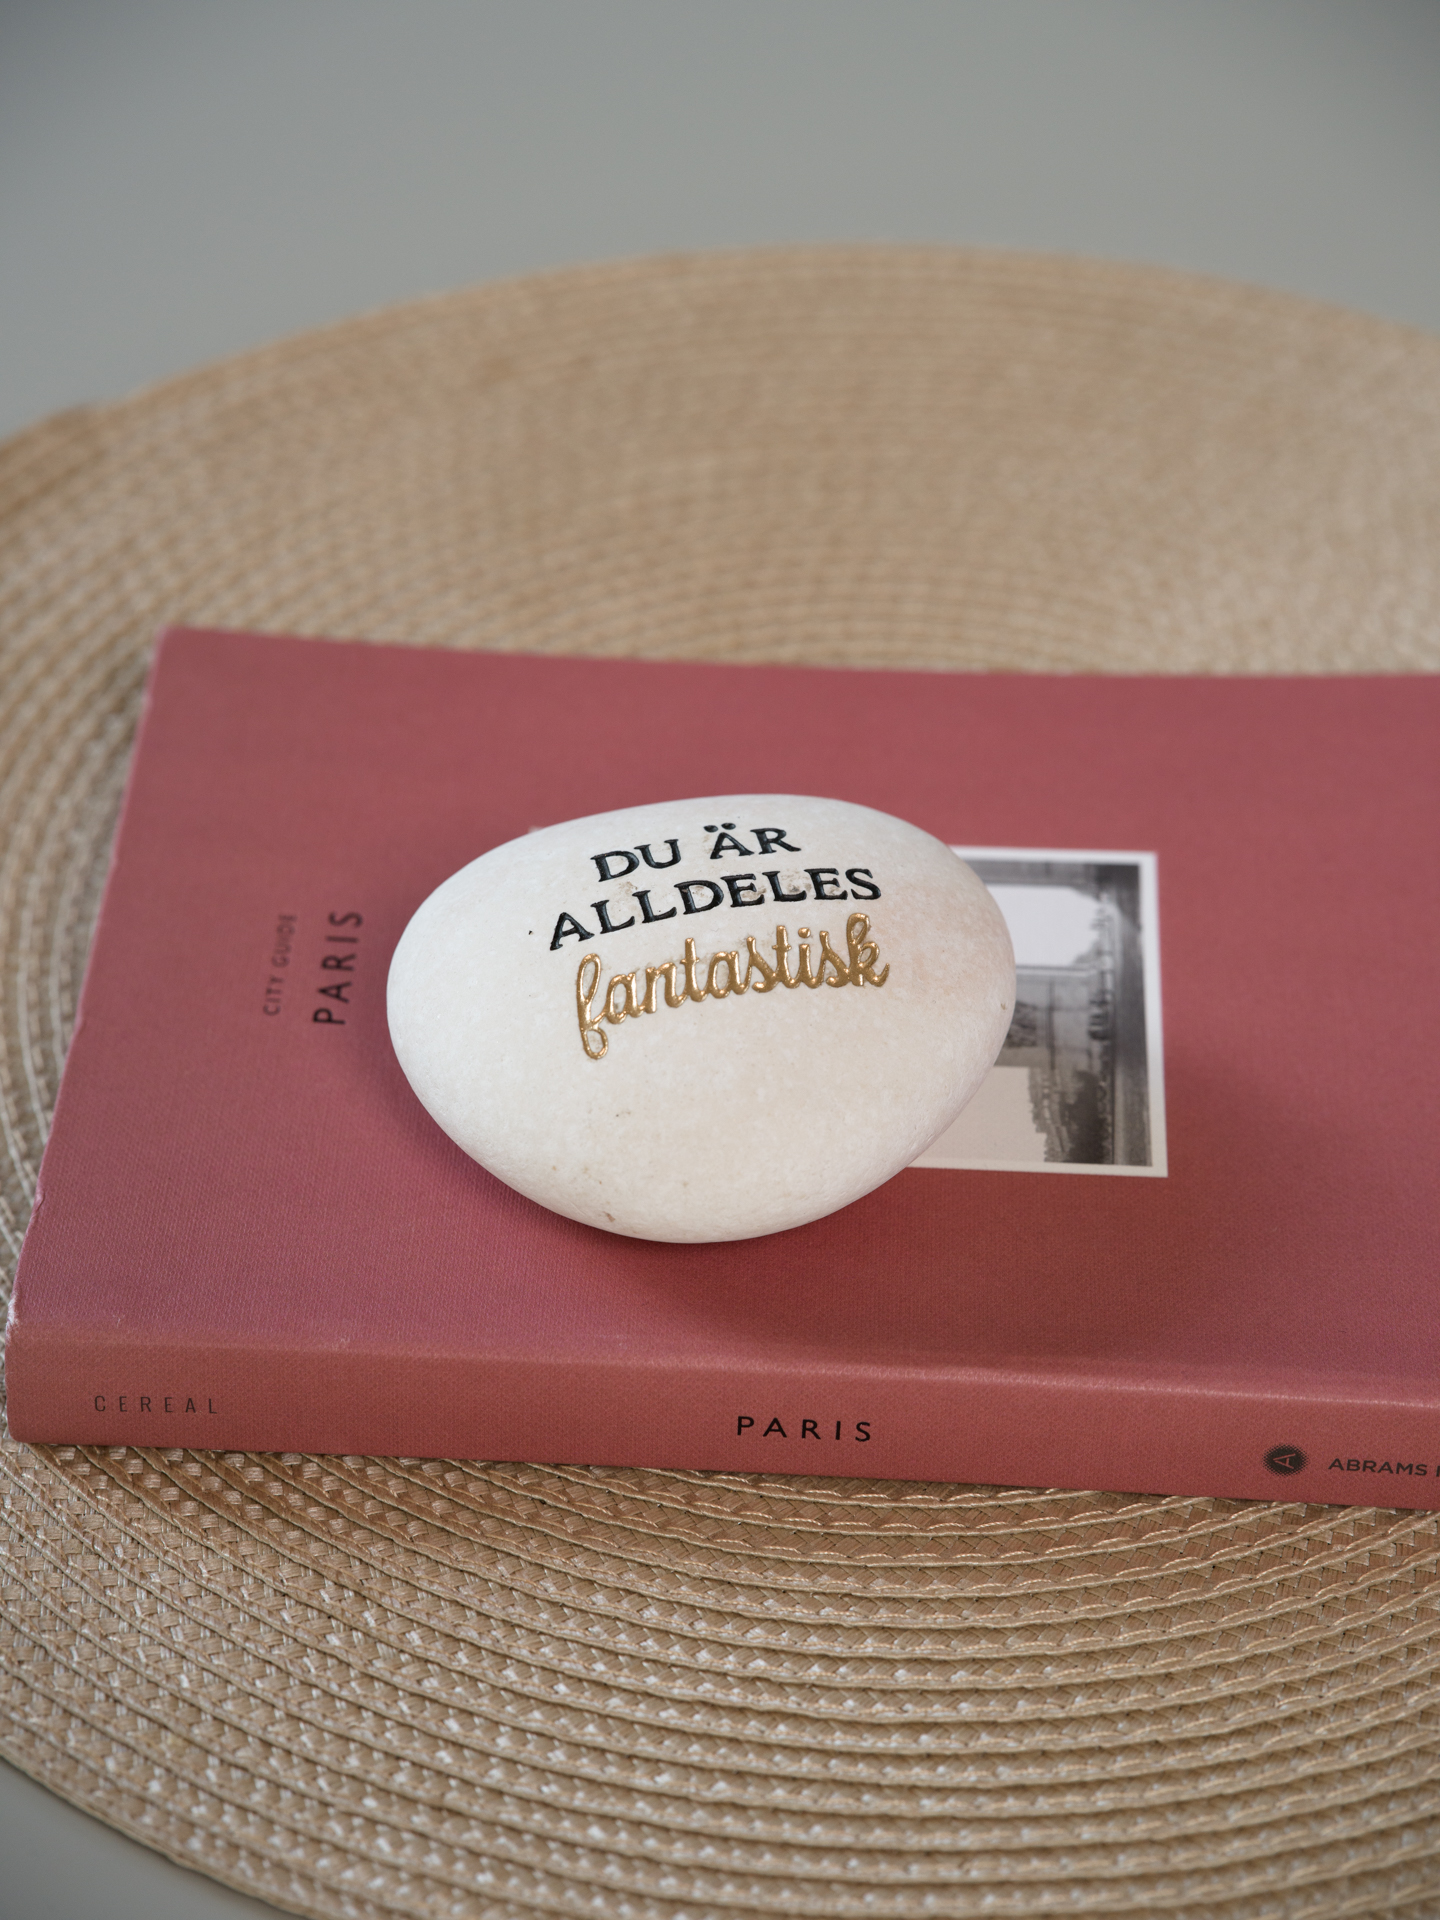 DU ÄR
ALLDELES
fantastisk
CITY GUIDE
PARIS
CEREAL
PARIS
ABRAMS